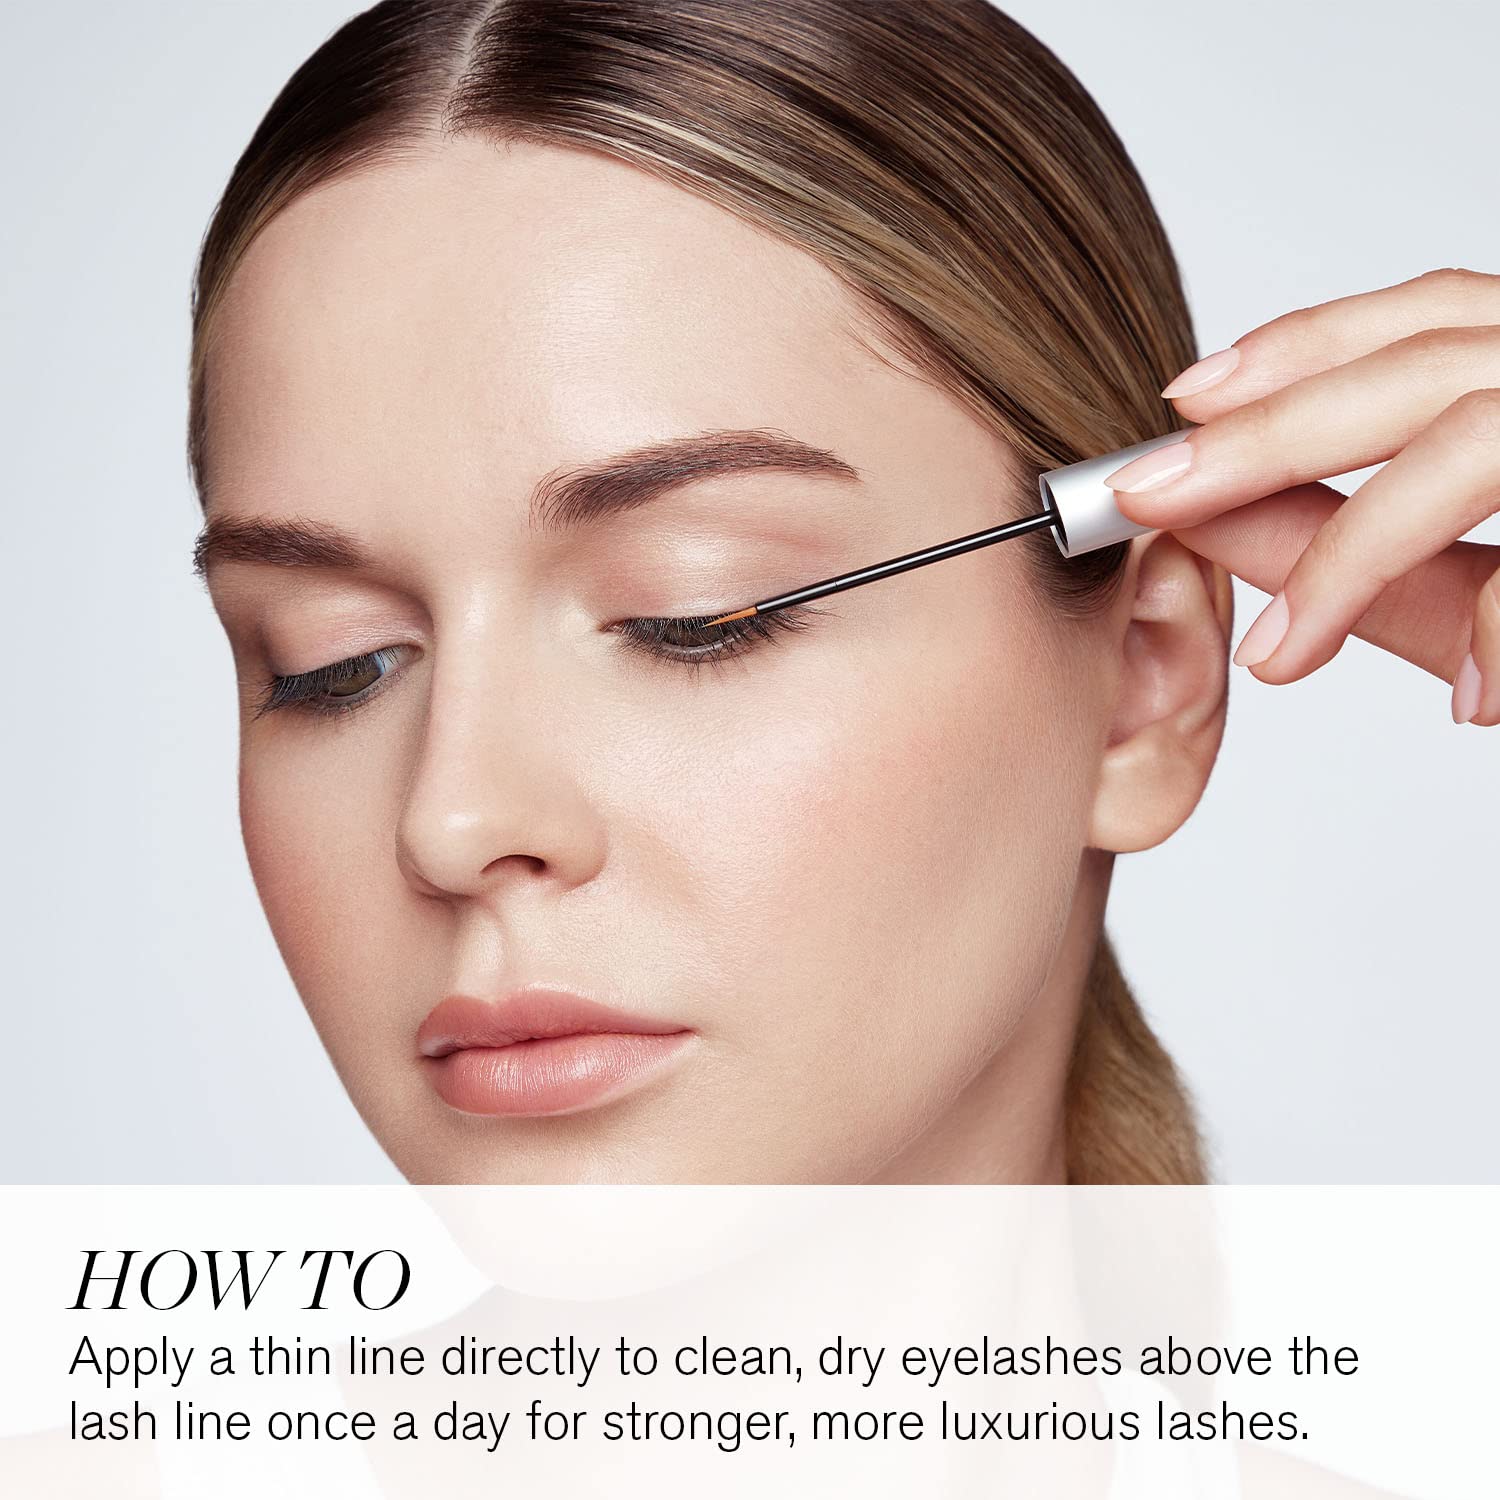 HOW TO
Apply a thin line directly to clean, dry eyelashes above the
lash line once a day for stronger, more luxurious lashes.